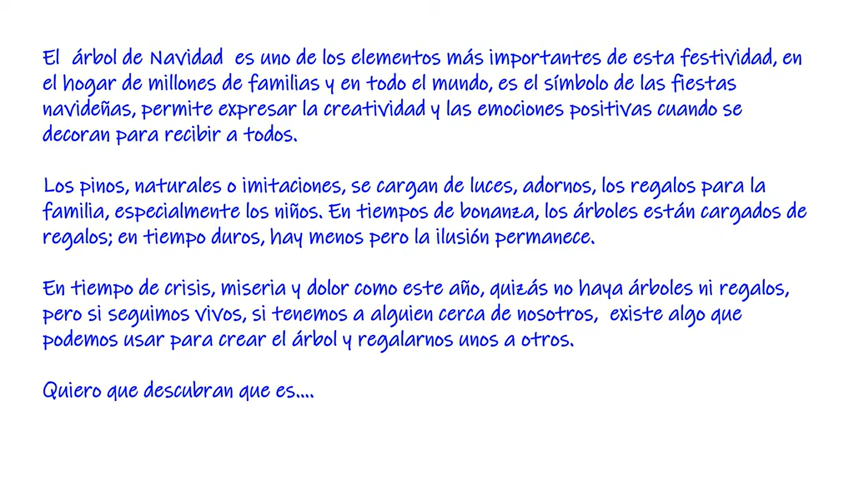 El árbol de Navidad es uno de los elementos más importantes de esta festividad, en
el hogar de millones de familias y en todo el mundo, es el símbolo de las fiestas
navideñas, permite expresar la creatividad y las emociones positivas cuando se
decoran para recibir a todos.
Los pinos, naturales o imitaciones, se cargan de luces, adornos, los regalos para la
familia, especialmente los niños. En tiempos de bonanza, los árboles están cargados de
regalos; en tiempo duros, hay menos pero la ilusión permanece.
En tiempo de crisis, miseria y dolor como este año, quizás no haya árboles ni regalos,
pero si seguimos vivos, si tenemos a alguien cerca de nosotros, existe algo que
podemos usar para crear el árbol y regalarnos unos a otros.
Quiero que descubran que es....